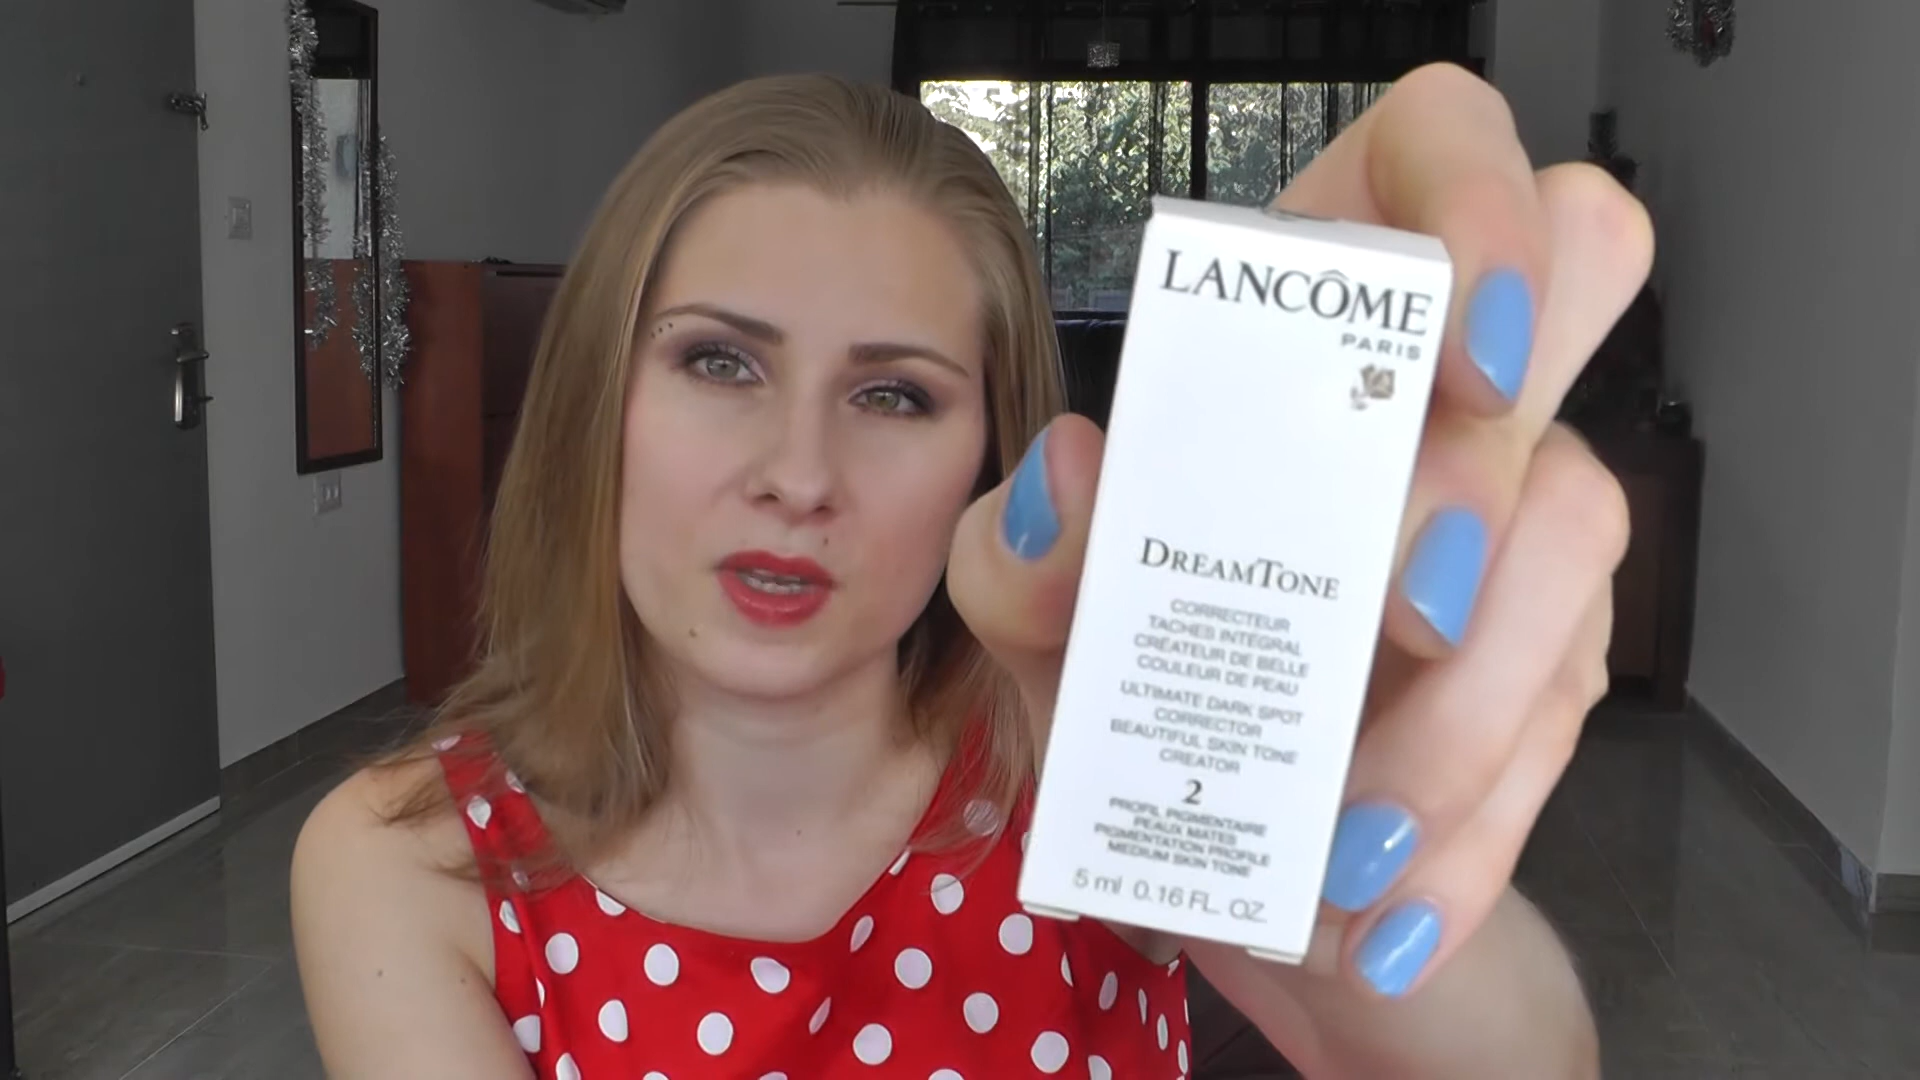 LANCÔME
PARIS
DREAMTONE
CORRECTEUR
TACHES INTÉGRAL
CRÉATEUR DE BELLE
COULEUR DE PEAU
ULTIMATE DARK SPOT
CORRECTOR
BEAUTIFUL SKIN TONE
CREATOR
2
PROFIL PIGMENTAIRE
PEAUX MATES
PIGMENTATION PROFILE
MEDIUM SKIN TONE
5 ml 0.16 FL. OZ.